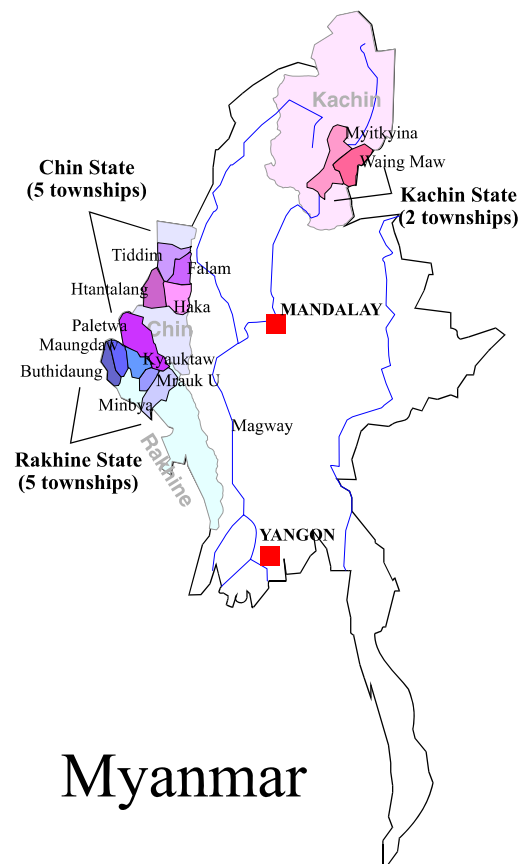 Kachin
Myitkyina
Waing Maw
Chin State
(5 townships)
Kachin State
(2 townships)
Tiddim
Falam
Htantalang
Haka
MANDALAY
Paletwa
Chin
Maungdaw
Kyauktaw
Buthidaung
Mrauk U
Minbya
Magway
Rakhine
Rakhine State
(5 townships)
YANGON
Myanmar